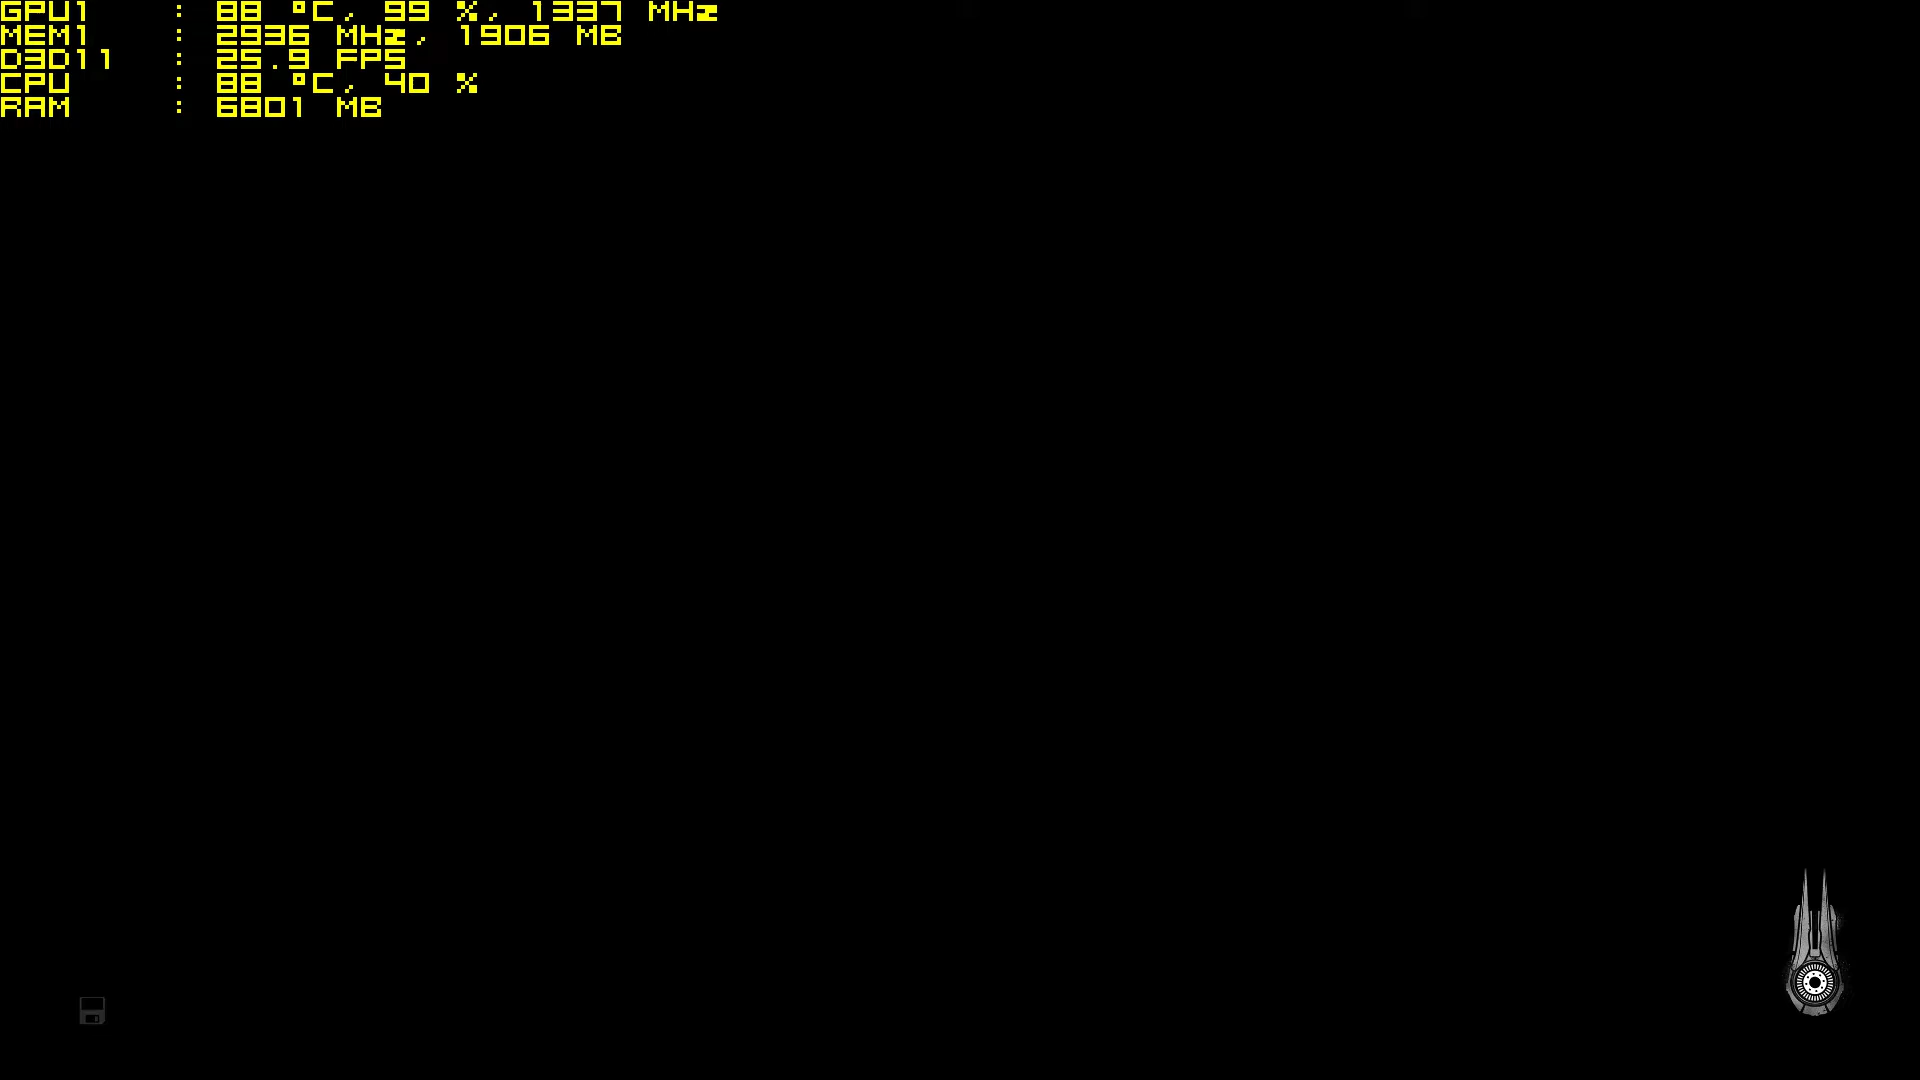 GPU1 : 88 °C, 99 %, 1337 MHz
MEM1 : 2936 MHz, 1906 MB
D3D11 : 25.9 FPS
CPU : 88 °C, 40 %
RAM : 6801 MB